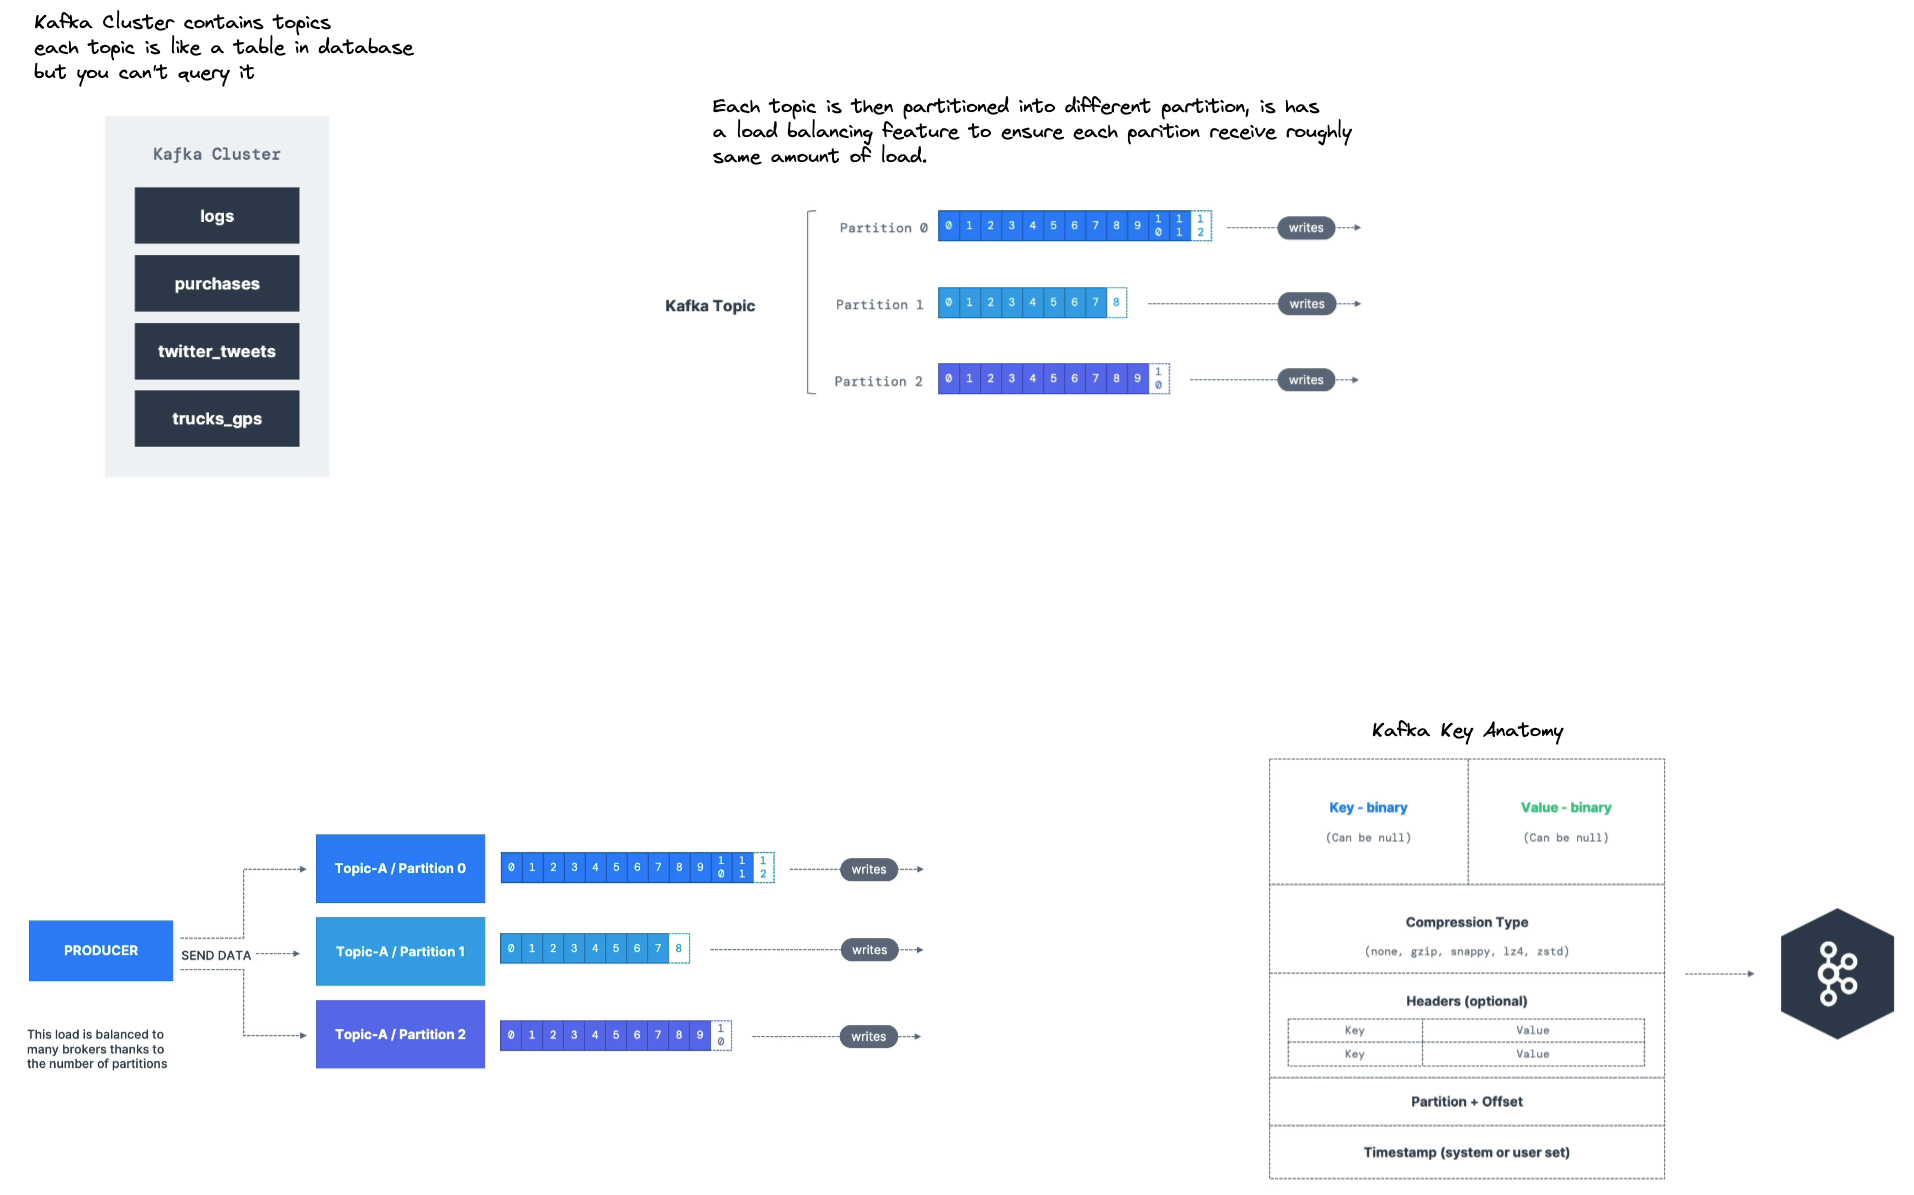 Kafka Cluster contains topics
each topic is like a table in database
but you can't query it
Kafka Cluster
logs
purchases
twitter_tweets
trucks_gps
Each topic is then partitioned into different partition, is has
a load balancing feature to ensure each parition receive roughly
same amount of load.
Kafka Topic
Partition 0 0 1 2 3 4 5 6 7 8 9 10 11 12 writes
Partition 1 0 1 2 3 4 5 6 7 8 writes
Partition 2 0 1 2 3 4 5 6 7 8 9 10 writes
PRODUCER
SEND DATA
This load is balanced to
many brokers thanks to
the number of partitions
Topic-A / Partition 0 0 1 2 3 4 5 6 7 8 9 10 11 12 writes
Topic-A / Partition 1 0 1 2 3 4 5 6 7 8 writes
Topic-A / Partition 2 0 1 2 3 4 5 6 7 8 9 10 writes
Kafka Key Anatomy
Key - binary
(Can be null)
Value - binary
(Can be null)
Compression Type
(none, gzip, snappy, lz4, zstd)
Headers (optional)
Key Value
Key Value
Partition + Offset
Timestamp (system or user set)